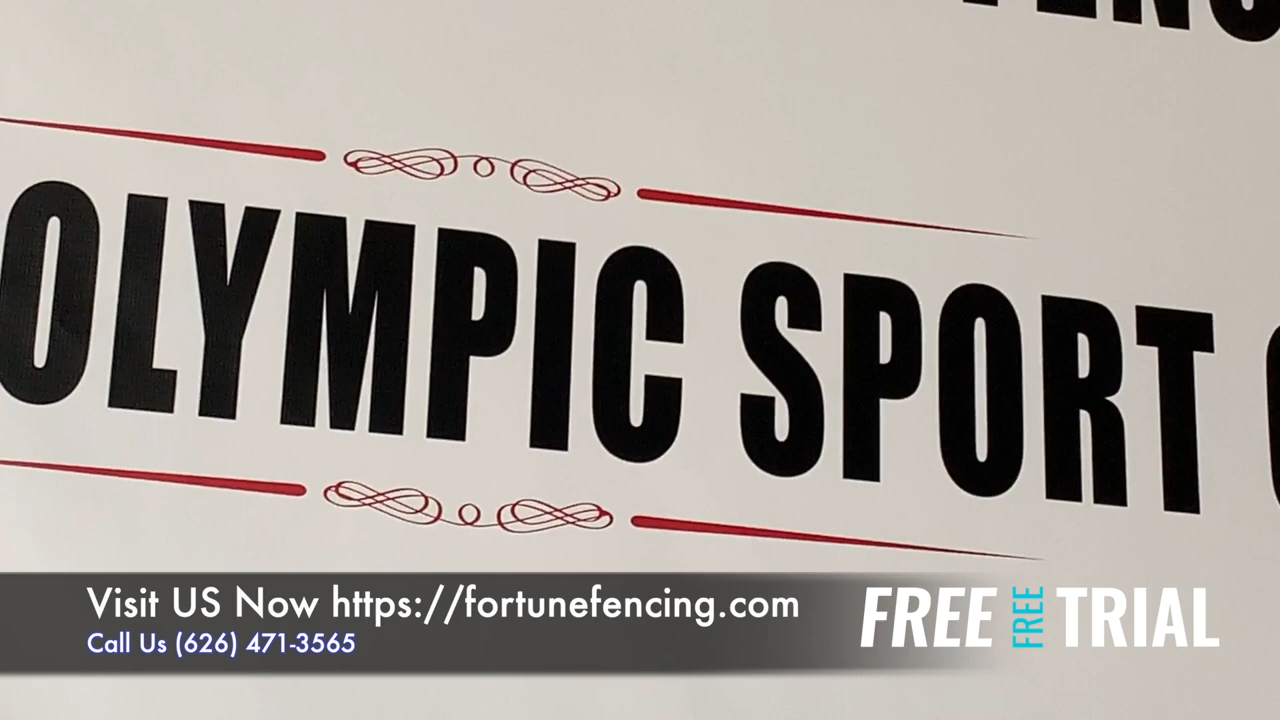 OLYMPIC SPORT
Visit US Now https://fortunefencing.com
Call Us (626) 471-3565
FREE FREE TRIAL